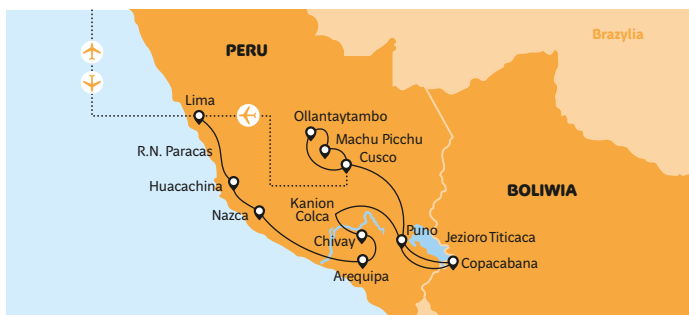 Brazylia
PERU
Lima
Ollantaytambo
Machu Picchu
R.N. Paracas
Cusco
Huacachina
BOLIWIA
Nazca
Kanion
Colca
Puno
Jezioro Titicaca
Chivay
Copacabana
Arequipa